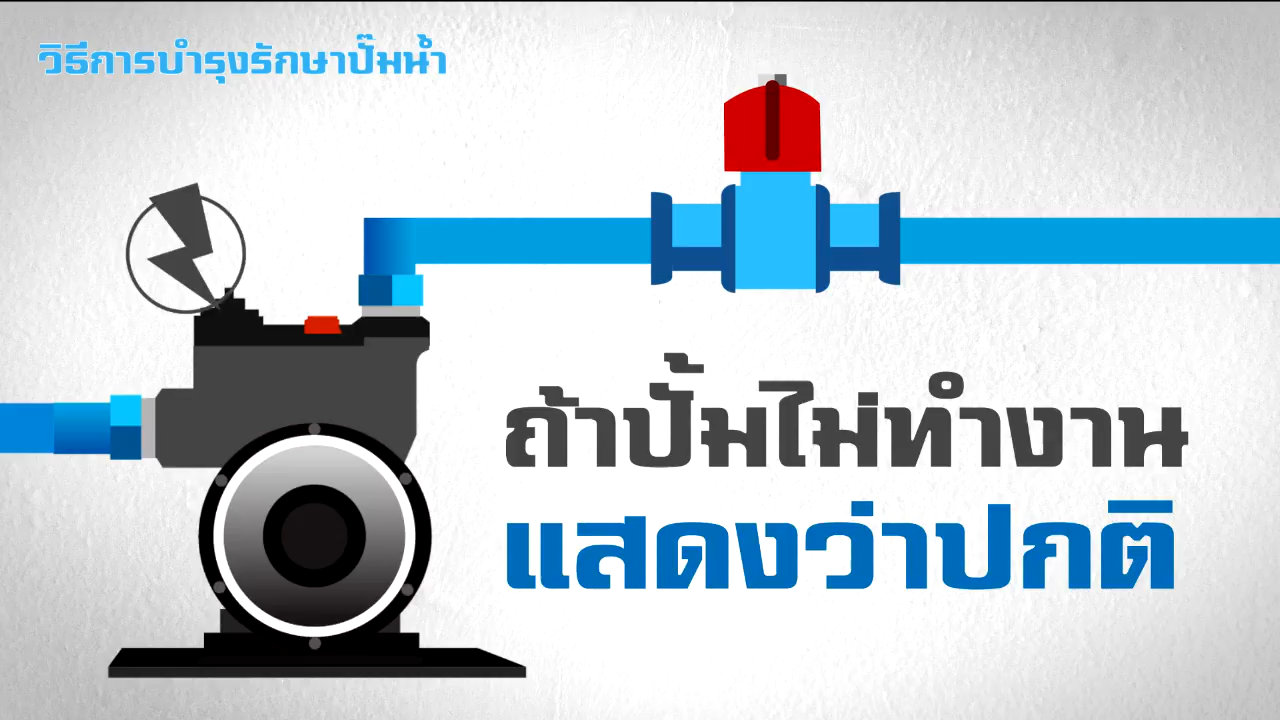 วิธีการบำรุงรักษาปั๊มน้ำ
ถ้าปั้มไม่ทำงาน
แสดงว่าปกติ